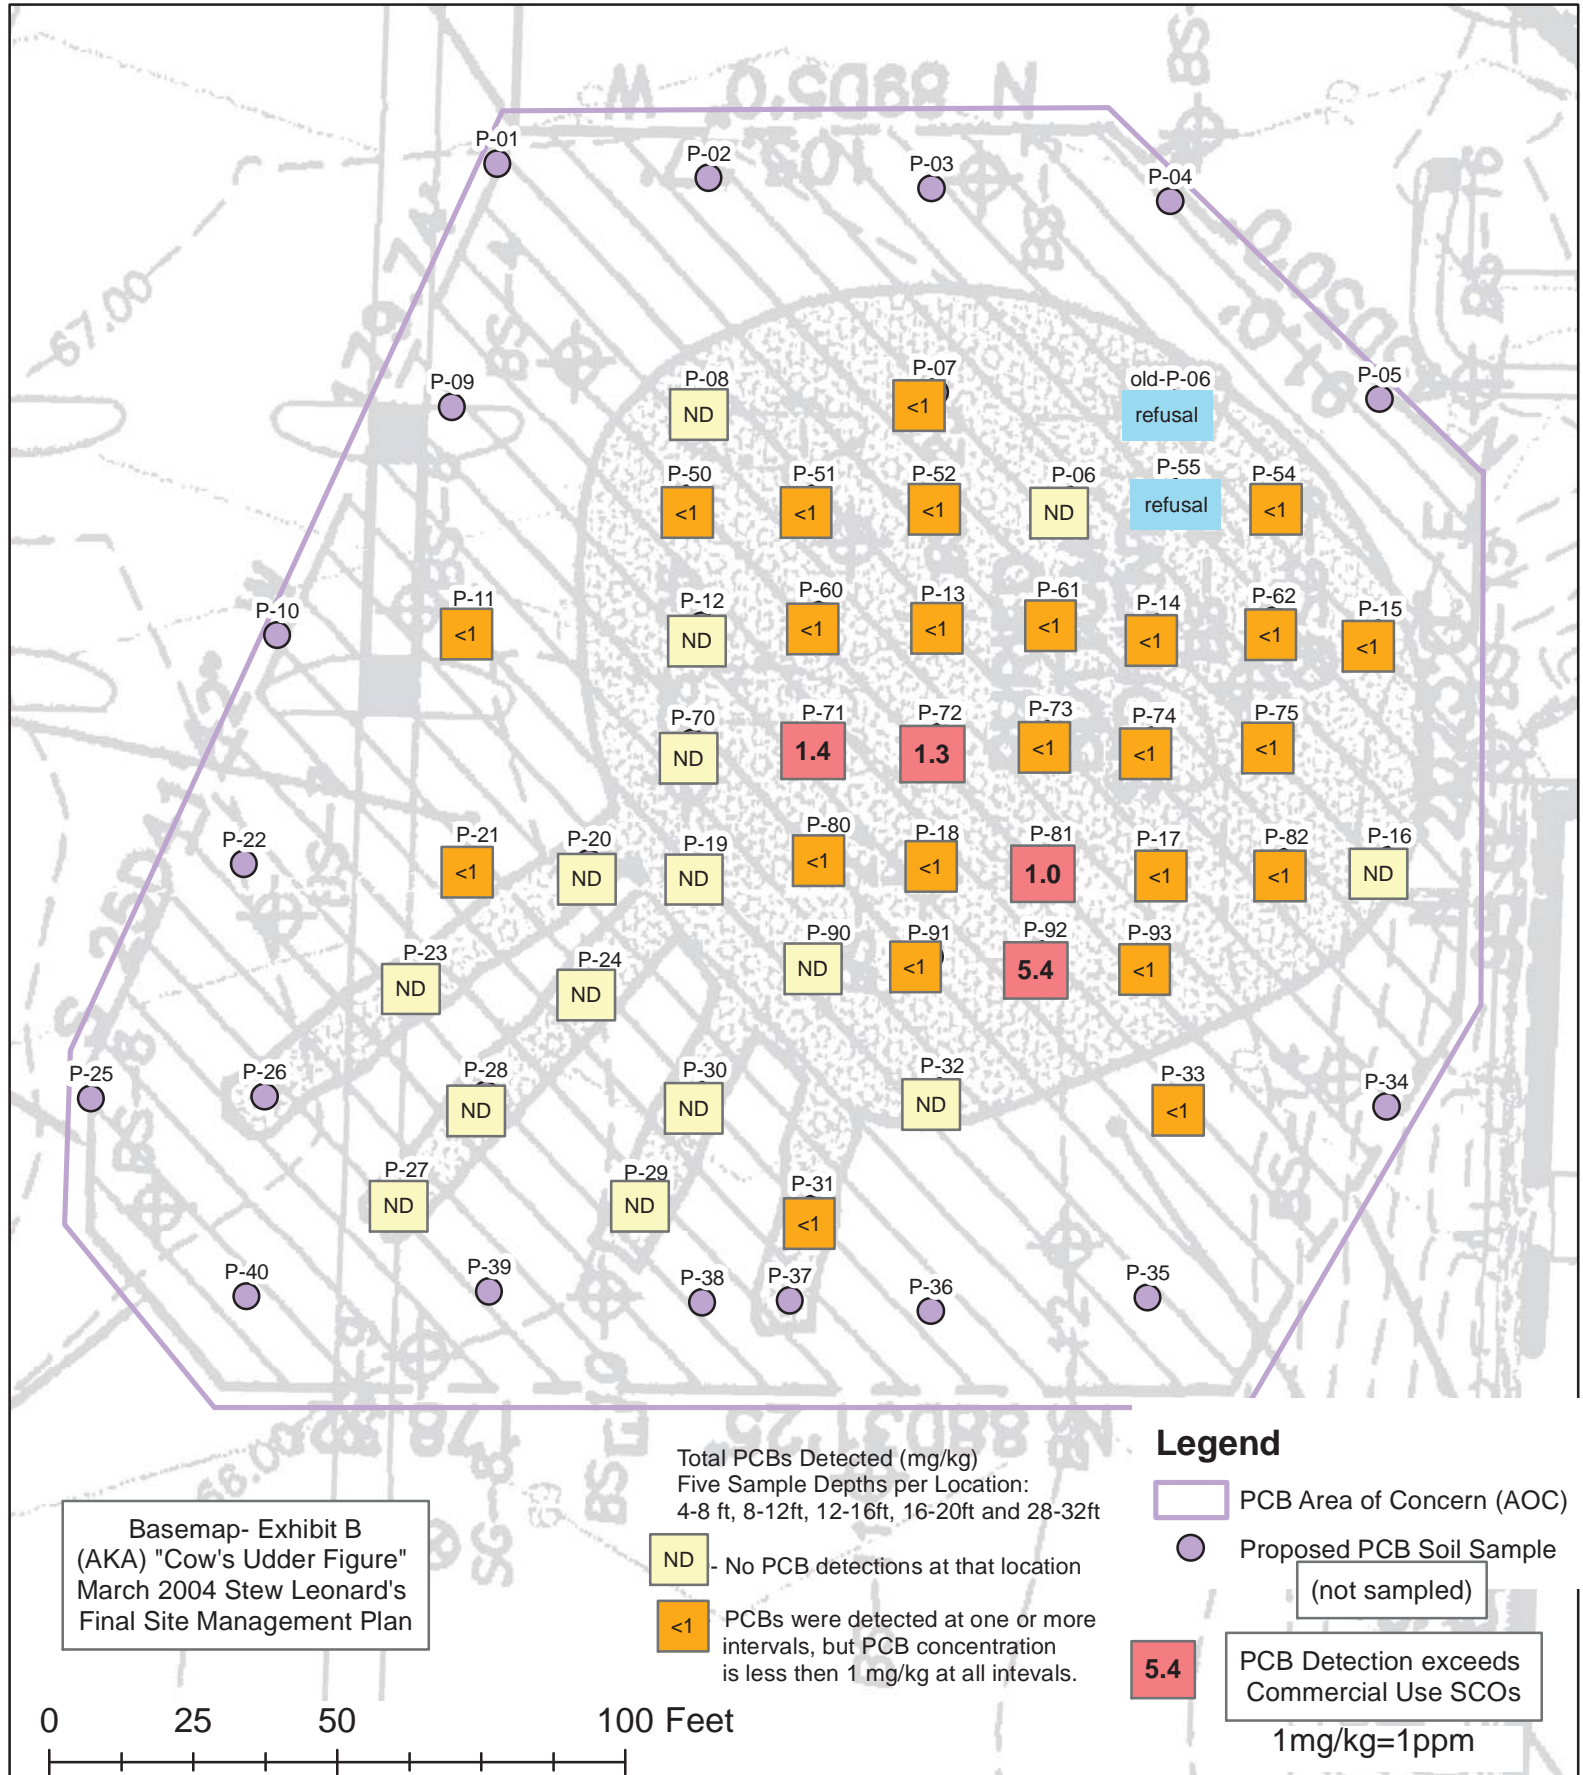 N 89D5'0" W
103.7
P-01
P-02
P-03
P-04
67.00
BS-4
P-09
P-08
ND
P-07
<1
old-P-06
refusal
P-05
P-50
<1
P-51
<1
P-52
<1
P-06
ND
P-55
refusal
P-54
<1
P-10
P-11
<1
P-12
ND
P-60
<1
P-13
<1
P-61
<1
P-14
<1
P-62
<1
P-15
<1
P-70
ND
P-71
1.4
P-72
1.3
P-73
<1
P-74
<1
P-75
<1
P-22
P-21
<1
P-20
ND
P-19
ND
P-80
<1
P-18
<1
P-81
1.0
P-17
<1
P-82
<1
P-16
ND
P-23
ND
P-24
ND
P-90
ND
P-91
<1
P-92
5.4
P-93
<1
P-25
P-26
P-28
ND
P-30
ND
P-32
ND
P-33
<1
P-34
P-27
ND
P-29
ND
P-31
<1
P-40
P-39
P-38
P-37
P-36
P-35
66.00
Basemap- Exhibit B
(AKA) "Cow's Udder Figure"
March 2004 Stew Leonard's
Final Site Management Plan
Total PCBs Detected (mg/kg)
Five Sample Depths per Location:
4-8 ft, 8-12ft, 12-16ft, 16-20ft and 28-32ft
ND - No PCB detections at that location
<1 PCBs were detected at one or more
intervals, but PCB concentration
is less then 1 mg/kg at all intevals.
Legend
PCB Area of Concern (AOC)
Proposed PCB Soil Sample
(not sampled)
5.4 PCB Detection exceeds
Commercial Use SCOs
1mg/kg=1ppm
0 25 50 100 Feet